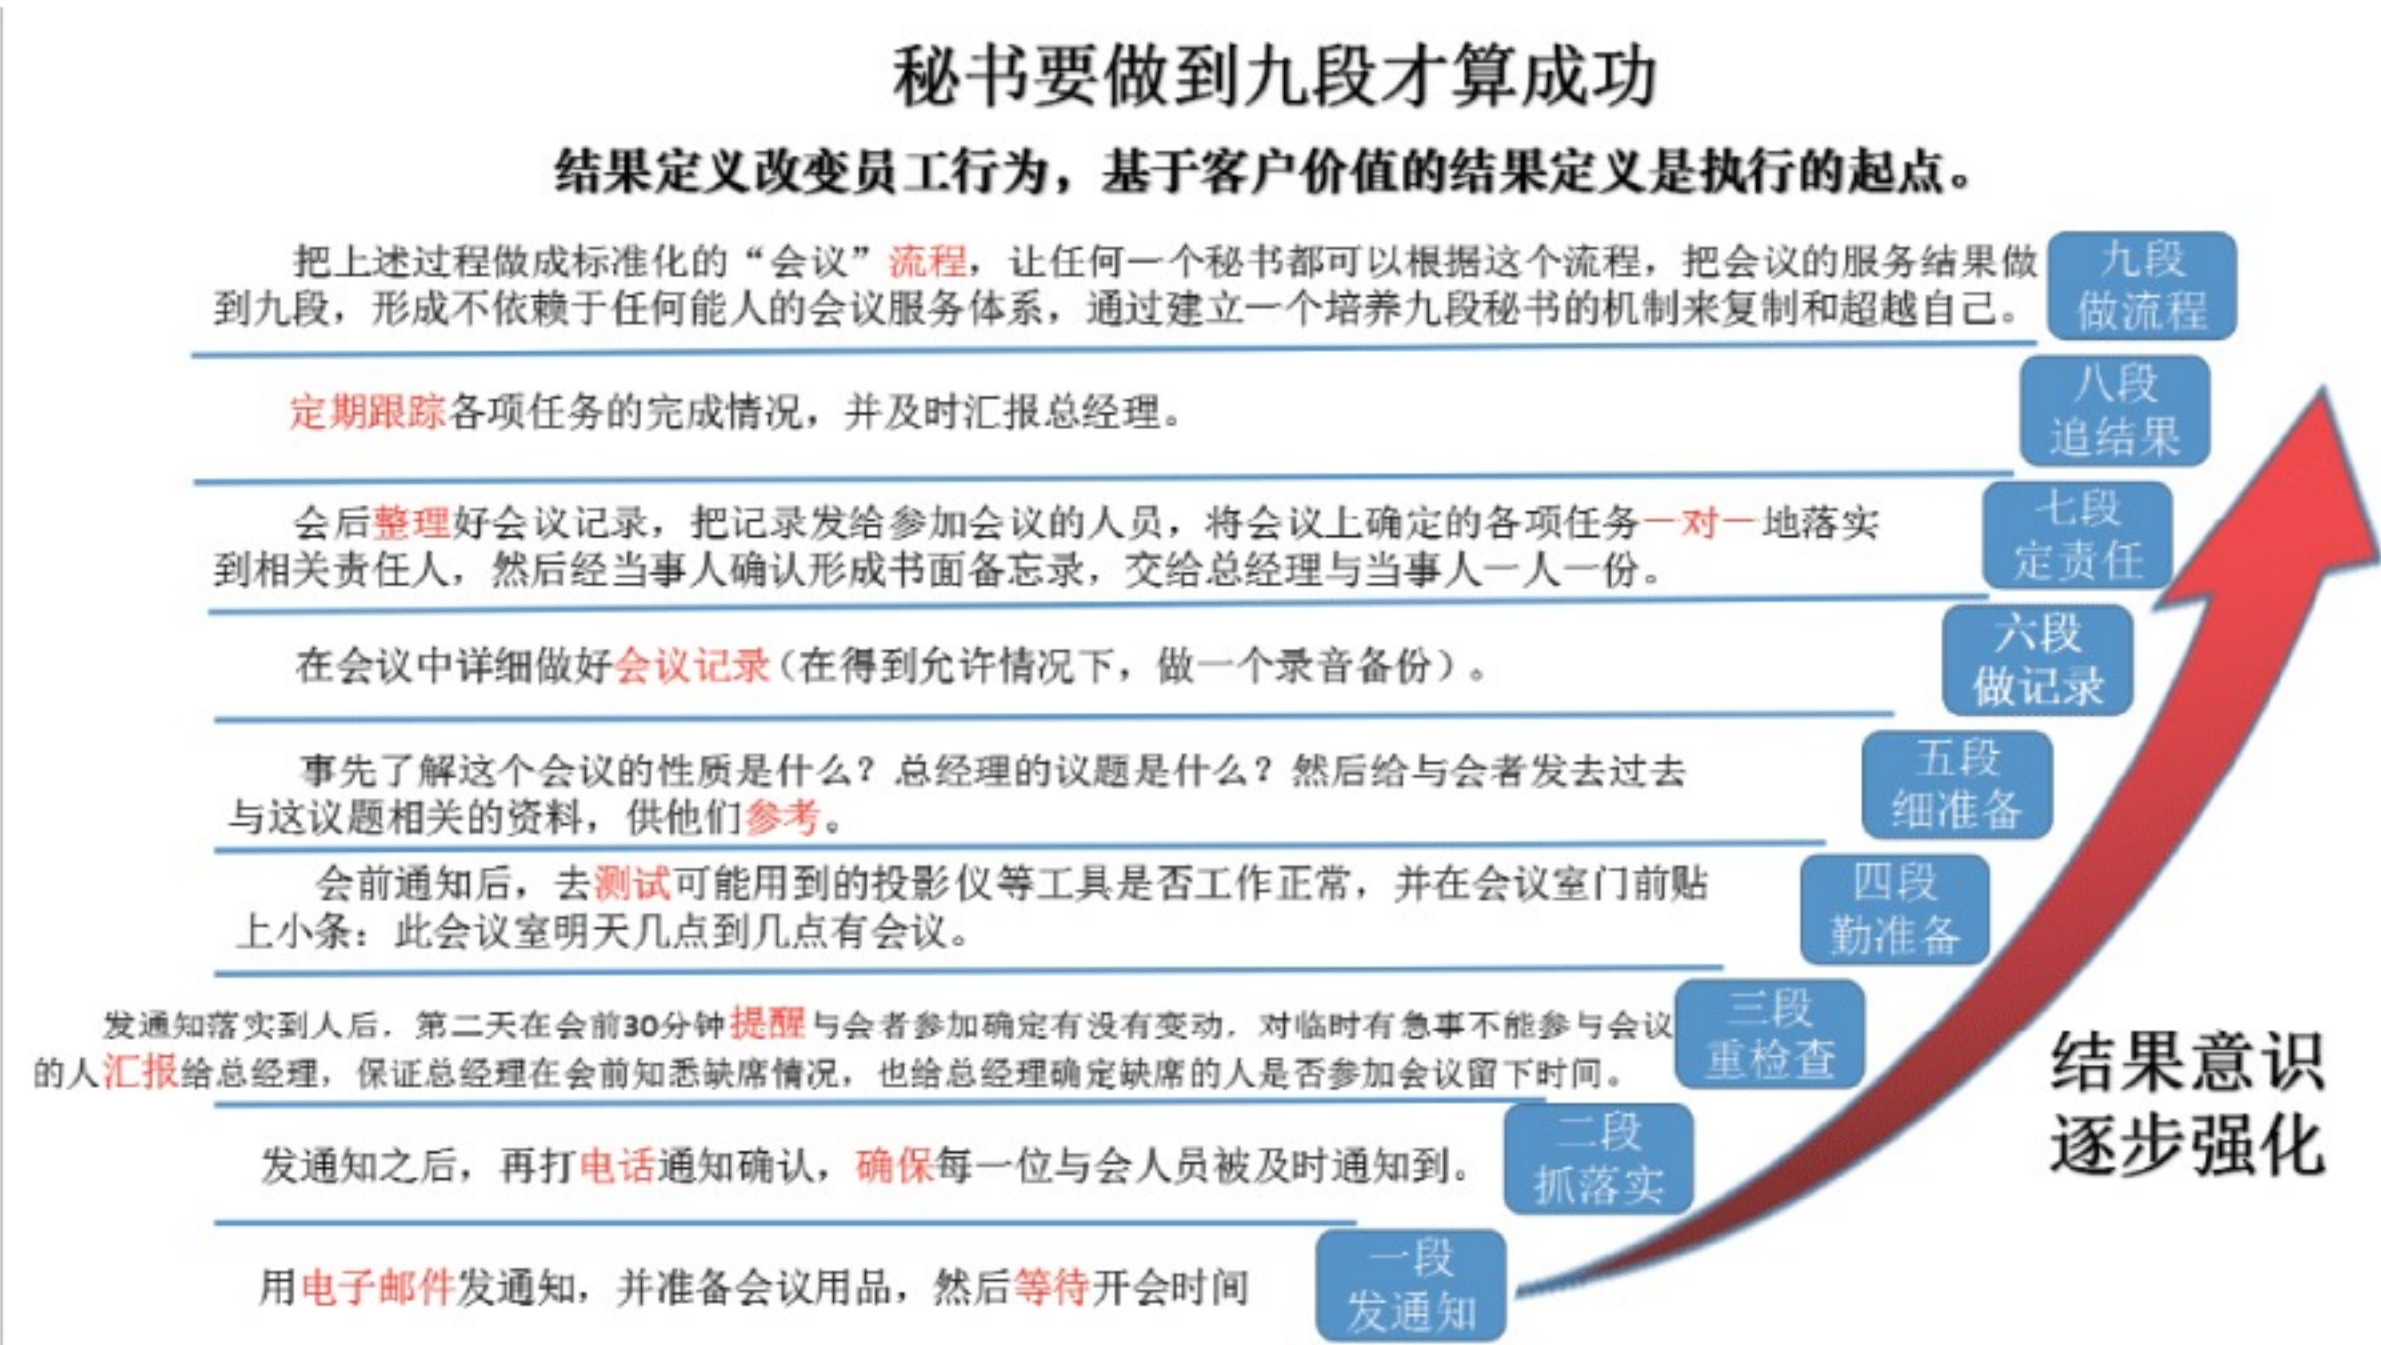 秘书要做到九段才算成功
结果定义改变员工行为，基于客户价值的结果定义是执行的起点。
把上述过程做成标准化的“会议”流程，让任何一个秘书都可以根据这个流程，把会议的服务结果做
到九段，形成不依赖于任何能人的会议服务体系，通过建立一个培养九段秘书的机制来复制和超越自己。
九段
做流程
定期跟踪各项任务的完成情况，并及时汇报总经理。
八段
追结果
会后整理好会议记录，把记录发给参加会议的人员，将会议上确定的各项任务一对一地落实
到相关责任人，然后经当事人确认形成书面备忘录，交给总经理与当事人一人一份。
七段
定责任
在会议中详细做好会议记录（在得到允许情况下，做一个录音备份）。
六段
做记录
事先了解这个会议的性质是什么？总经理的议题是什么？然后给与会者发去过去
与这议题相关的资料，供他们参考。
五段
细准备
会前通知后，去测试可能用到的投影仪等工具是否工作正常，并在会议室门前贴
上小条：此会议室明天几点到几点有会议。
四段
勤准备
发通知落实到人后，第二天在会前30分钟提醒与会者参加确定有没有变动，对临时有急事不能参与会议
的人汇报给总经理，保证总经理在会前知悉缺席情况，也给总经理确定缺席的人是否参加会议留下时间。
三段
重检查
发通知之后，再打电话通知确认，确保每一位与会人员被及时通知到。
二段
抓落实
用电子邮件发通知，并准备会议用品，然后等待开会时间
一段
发通知
结果意识
逐步强化